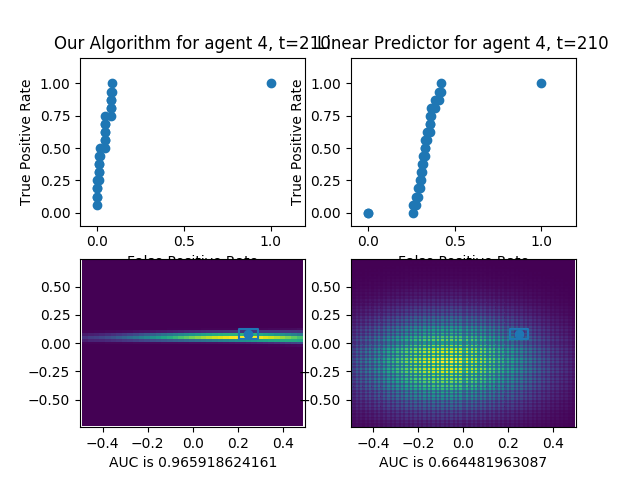 Our Algorithm for agent 4, t=210
Linear Predictor for agent 4, t=210
True Positive Rate
1.00
0.75
0.50
0.25
0.00
0.0 0.5 1.0
False Positive Rate
True Positive Rate
1.00
0.75
0.50
0.25
0.00
0.0 0.5 1.0
False Positive Rate
0.50
0.25
0.00
−0.25
−0.50
−0.4 −0.2 0.0 0.2 0.4
AUC is 0.965918624161
0.50
0.25
0.00
−0.25
−0.50
−0.4 −0.2 0.0 0.2 0.4
AUC is 0.664481963087